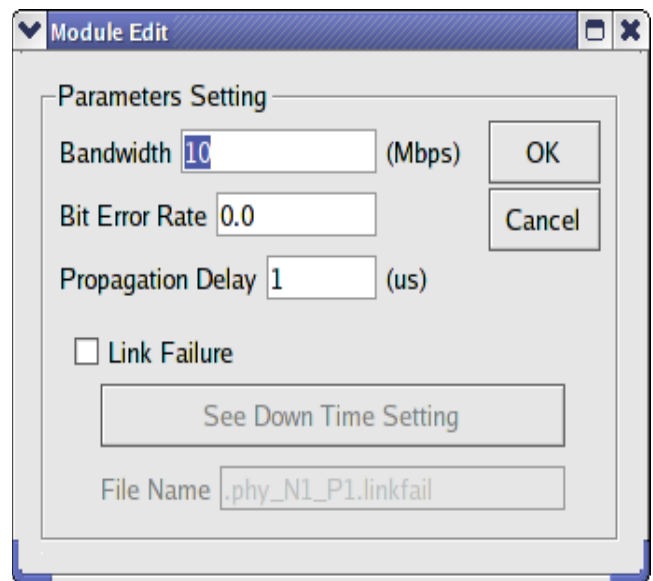 Module Edit
Parameters Setting
Bandwidth 10 (Mbps) OK
Bit Error Rate 0.0 Cancel
Propagation Delay 1 (us)
Link Failure
See Down Time Setting
File Name .phy_N1_P1.linkfail